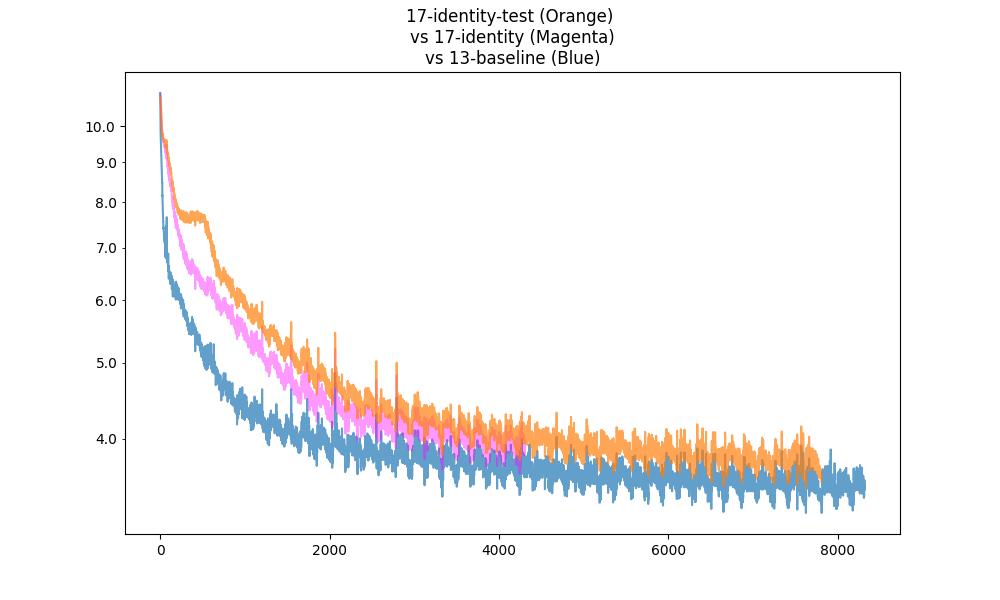 17-identity-test (Orange)
vs 17-identity (Magenta)
vs 13-baseline (Blue)
10.0
9.0
8.0
7.0
6.0
5.0
4.0
0 2000 4000 6000 8000